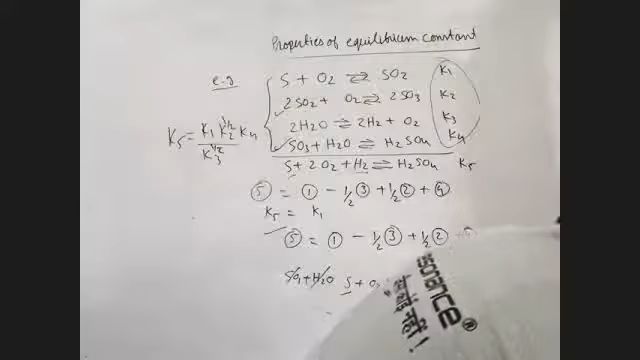 Properties of equilibrium constant
e.g
S + O₂ ⇌ SO₂ K₁
2SO₂ + O₂ ⇌ 2SO₃ K₂
2H₂O ⇌ 2H₂ + O₂ K₃
SO₃ + H₂O ⇌ H₂SO₄ K₄
K₅ = K₁ K₂^(1/2) K₄ / K₃^(1/2)
S + 2O₂ + H₂ ⇌ H₂SO₄ K₅
⑤ = ① - 1/2 ③ + 1/2 ② + ④
K₅ = K₁
⑤ = ① - 1/2 ③ + 1/2 ②
S + O₂
sonance®
कोई नहीं !